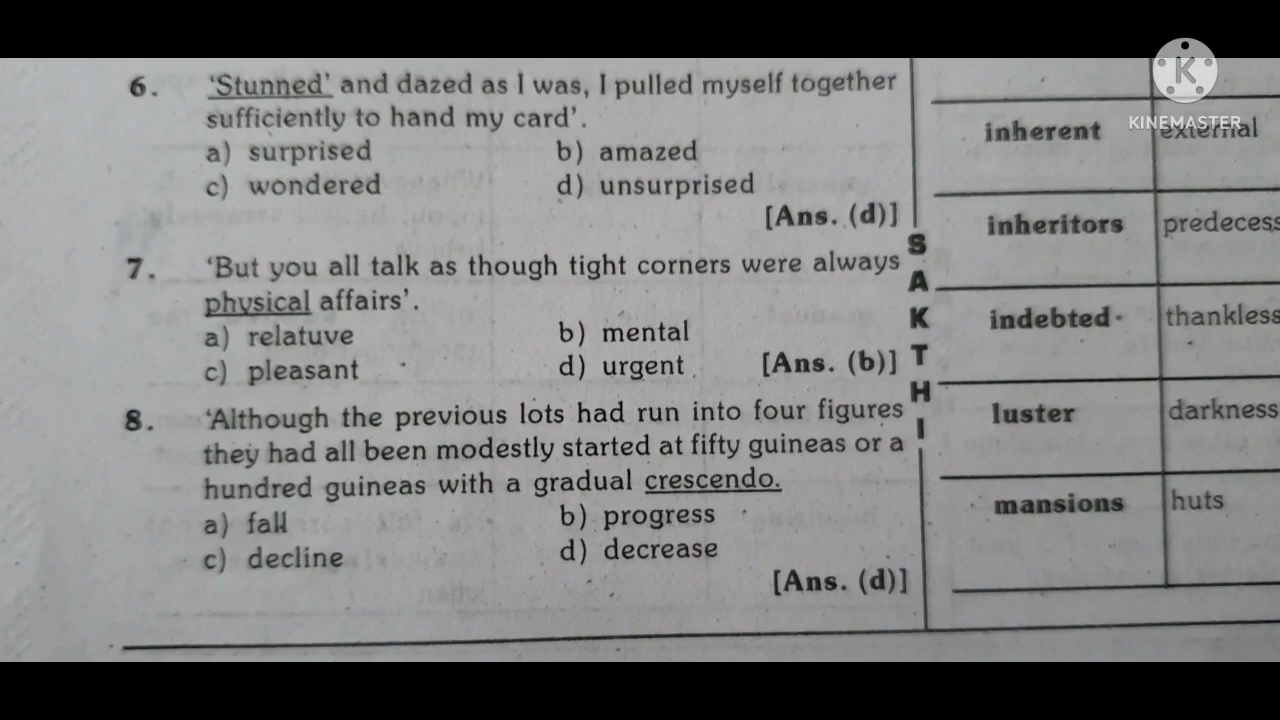 6. 'Stunned' and dazed as I was, I pulled myself together
sufficiently to hand my card'.
a) surprised b) amazed
c) wondered d) unsurprised
[Ans. (d)]
7. 'But you all talk as though tight corners were always
physical affairs'.
a) relatuve b) mental
c) pleasant d) urgent [Ans. (b)]
8. 'Although the previous lots had run into four figures
they had all been modestly started at fifty guineas or a
hundred guineas with a gradual crescendo.
a) fall b) progress
c) decline d) decrease
[Ans. (d)]
SAKTHI
inherent external
inheritors predecess
indebted thankless
luster darkness
mansions huts
K
KINEMASTER